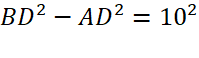 BD² − AD² = 10²